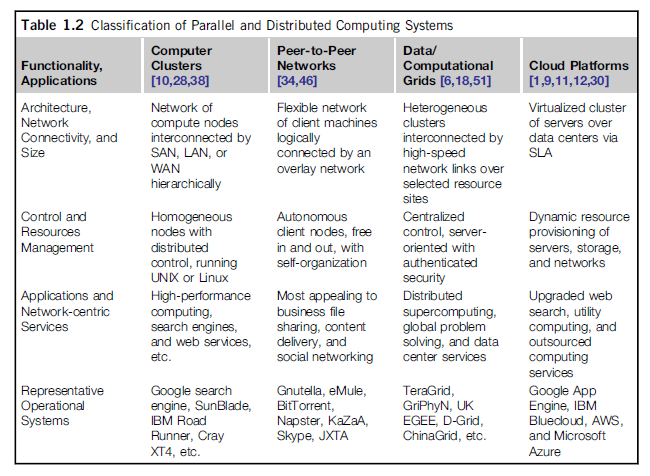 Table 1.2 Classification of Parallel and Distributed Computing Systems
Functionality,
Applications
Computer
Clusters
[10,28,38]
Peer-to-Peer
Networks
[34,46]
Data/
Computational
Grids [6,18,51]
Cloud Platforms
[1,9,11,12,30]
Architecture,
Network
Connectivity, and
Size
Network of
compute nodes
interconnected by
SAN, LAN, or
WAN
hierarchically
Flexible network
of client machines
logically
connected by an
overlay network
Heterogeneous
clusters
interconnected by
high-speed
network links over
selected resource
sites
Virtualized cluster
of servers over
data centers via
SLA
Control and
Resources
Management
Homogeneous
nodes with
distributed
control, running
UNIX or Linux
Autonomous
client nodes, free
in and out, with
self-organization
Centralized
control, server-
oriented with
authenticated
security
Dynamic resource
provisioning of
servers, storage,
and networks
Applications and
Network-centric
Services
High-performance
computing,
search engines,
and web services,
etc.
Most appealing to
business file
sharing, content
delivery, and
social networking
Distributed
supercomputing,
global problem
solving, and data
center services
Upgraded web
search, utility
computing, and
outsourced
computing
services
Representative
Operational
Systems
Google search
engine, SunBlade,
IBM Road
Runner, Cray
XT4, etc.
Gnutella, eMule,
BitTorrent,
Napster, KaZaA,
Skype, JXTA
TeraGrid,
GriPhyN, UK
EGEE, D-Grid,
ChinaGrid, etc.
Google App
Engine, IBM
Bluecloud, AWS,
and Microsoft
Azure